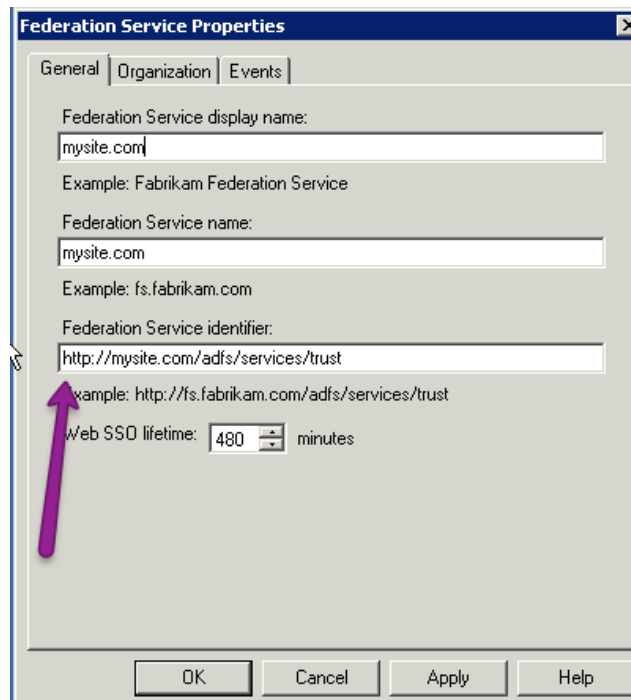 Federation Service Properties
General Organization Events
Federation Service display name:
mysite.com
Example: Fabrikam Federation Service
Federation Service name:
mysite.com
Example: fs.fabrikam.com
Federation Service identifier:
http://mysite.com/adfs/services/trust
Example: http://fs.fabrikam.com/adfs/services/trust
Web SSO lifetime: 480 minutes
OK Cancel Apply Help